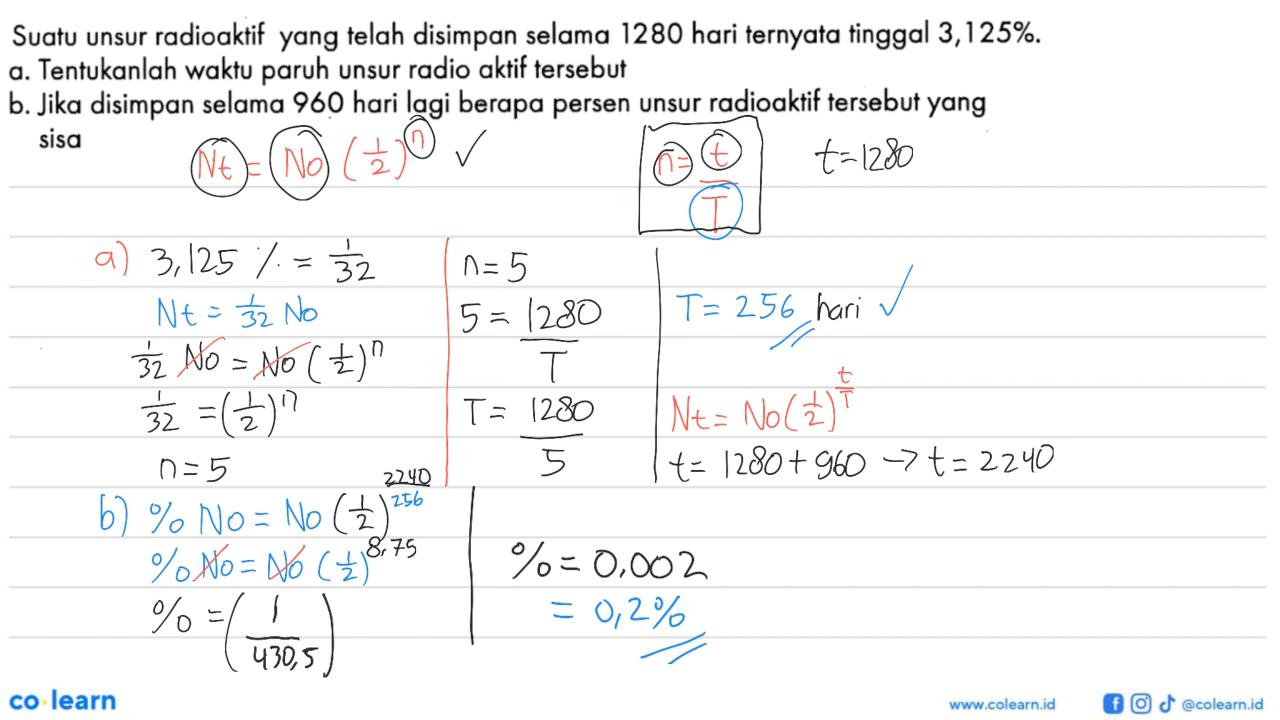 Suatu unsur radioaktif yang telah disimpan selama 1280 hari ternyata tinggal 3,125%.
a. Tentukanlah waktu paruh unsur radio aktif tersebut
b. Jika disimpan selama 960 hari lagi berapa persen unsur radioaktif tersebut yang
sisa
Nt = No (1/2)^n ✓
n = t/T
t = 1280
a) 3,125 % = 1/32
Nt = 1/32 No
1/32 No = No (1/2)^n
1/32 = (1/2)^n
n = 5
n = 5
5 = 1280/T
T = 1280/5
T = 256 hari ✓
Nt = No (1/2)^t/T
t = 1280 + 960 → t = 2240
b) % No = No (1/2)^2240/256
% No = No (1/2)^8,75
% = (1/430,5)
% = 0,002
= 0,2%
co learn
www.colearn.id
@colearn.id